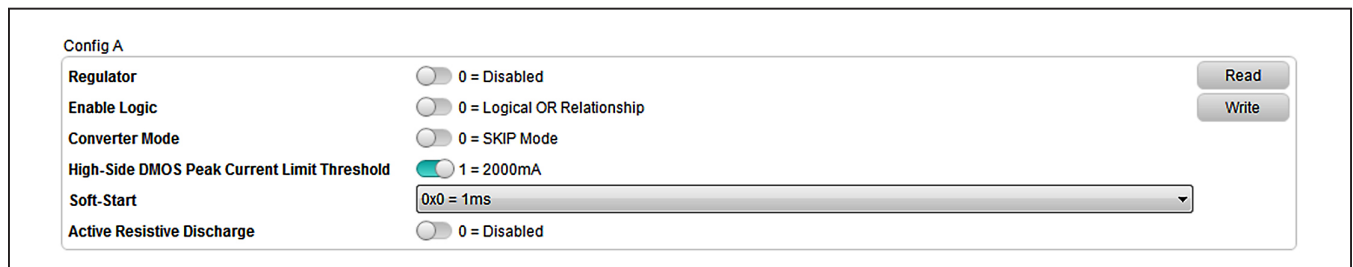 Config A
Regulator 0 = Disabled Read
Enable Logic 0 = Logical OR Relationship Write
Converter Mode 0 = SKIP Mode
High-Side DMOS Peak Current Limit Threshold 1 = 2000mA
Soft-Start 0x0 = 1ms
Active Resistive Discharge 0 = Disabled